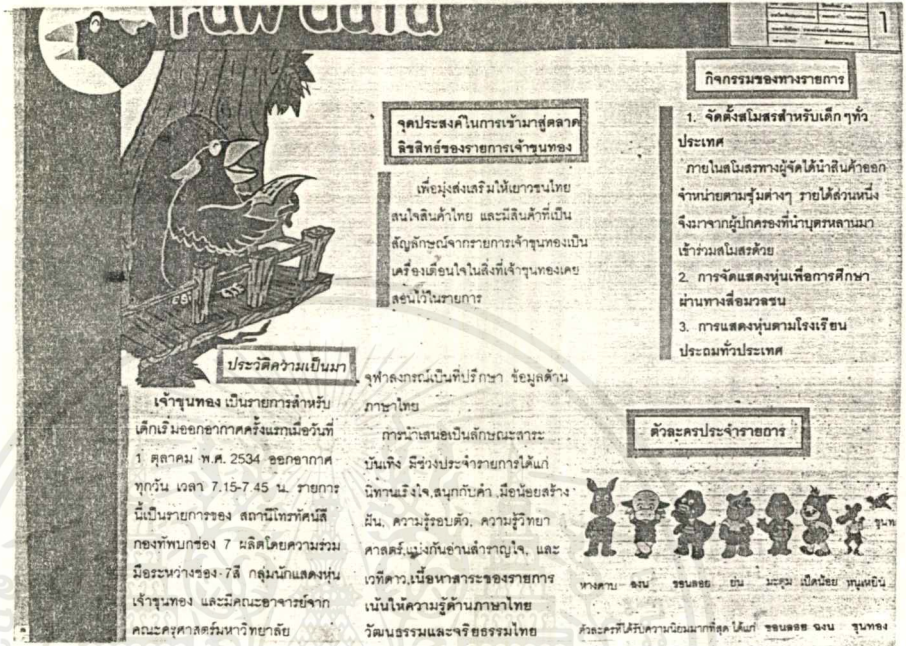 raw data
1
จุดประสงค์ในการเข้ามาสู่ตลาด
ลิขสิทธ์ของรายการเจ้าขุนทอง
เพื่อมุ่งส่งเสริมให้เยาวชนไทย
สนใจสินค้าไทย และมีสินค้าที่เป็น
สัญลักษณ์จากรายการเจ้าขุนทองเป็น
เครื่องเตือนใจในสิ่งที่เจ้าขุนทองเคย
สอนไว้ในรายการ
กิจกรรมของทางรายการ
1. จัดตั้งสโมสรสำหรับเด็กๆทั่ว
ประเทศ
ภายในสโมสรทางผู้จัดได้นำสินค้าออก
จำหน่ายตามซุ้มต่างๆ รายได้ส่วนหนึ่ง
จึงมาจากผู้ปกครองที่นำบุตรหลานมา
เข้าร่วมสโมสรด้วย
2. การจัดแสดงหุ่นเพื่อการศึกษา
ผ่านทางสื่อมวลชน
3. การแสดงหุ่นตามโรงเรียน
ประถมทั่วประเทศ
ประวัติความเป็นมา
เจ้าขุนทอง เป็นรายการสำหรับ
เด็กเริ่มออกอากาศครั้งแรกเมื่อวันที่
1 ตุลาคม พ.ศ. 2534 ออกอากาศ
ทุกวัน เวลา 7.15-7.45 น. รายการ
นี้เป็นรายการของ สถานีโทรทัศน์สี
กองทัพบกช่อง 7 ผลิตโดยความร่วม
มือระหว่างช่อง 7สี กลุ่มนักแสดงหุ่น
เจ้าขุนทอง และมีคณะอาจารย์จาก
คณะครุศาสตร์มหาวิทยาลัย
จุฬาลงกรณ์เป็นที่ปรึกษา ข้อมูลด้าน
ภาษาไทย
การนำเสนอเป็นลักษณะสาระ
บันเทิง มีช่วงประจำรายการได้แก่
นิทานเริงใจ,สนุกกับคำ,มือน้อยสร้าง
ฝัน, ความรู้รอบตัว, ความรู้วิทยา
ศาสตร์,แบ่งกันอ่านสำราญใจ, และ
เวทีดาว,เนื้อหาสาระของรายการ
เน้นให้ความรู้ด้านภาษาไทย
วัฒนธรรมและจริยธรรมไทย
ตัวละครประจำรายการ
ขุนท
หางดาบ ฉงน ขอนลอย ย่น มะตูม เป็ดน้อย หนูเหยิน
ตัวละครที่ได้รับความนิยมมากที่สุด ได้แก่ ขอนลอย ฉงน ขุนทอง